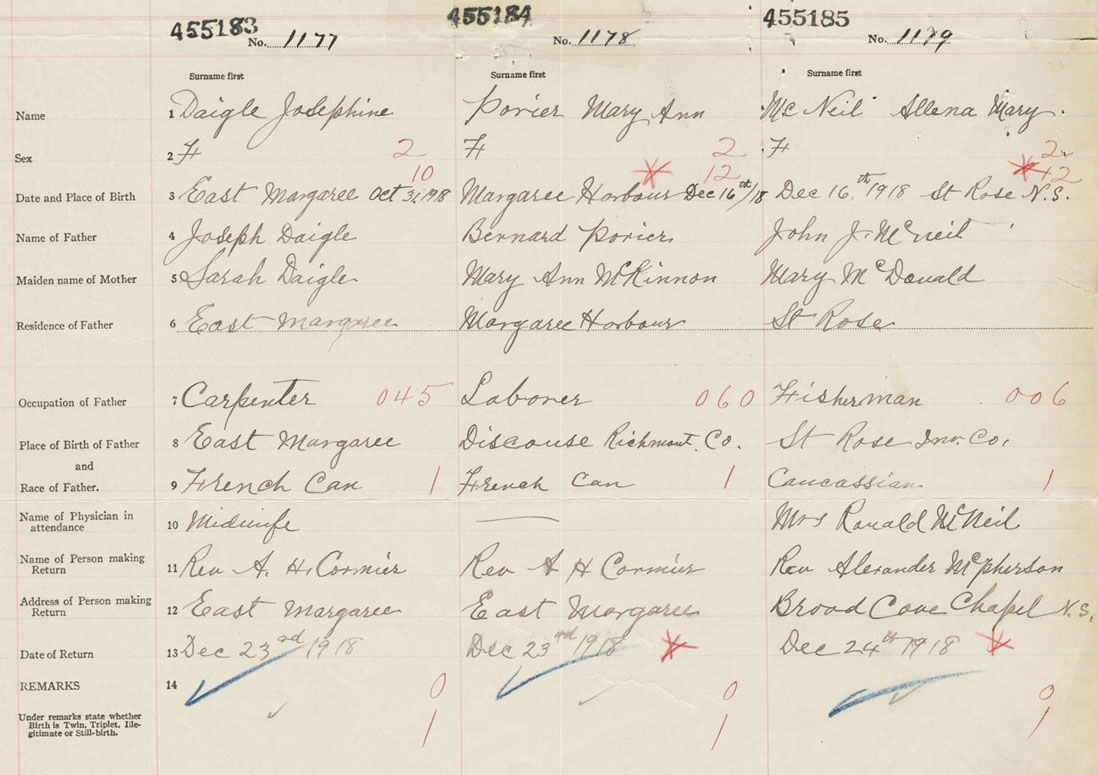 455183 455184 455185
No. 1177 No. 1178 No. 1179
Surname first Surname first Surname first
Name 1 Daigle Josephine Porier Mary Ann Mc Neil Allena Mary.
Sex 2 F 2 F 2 F 2
10 12 42
Date and Place of Birth 3 East Margaree Oct 31, 1918 Margaree Harbour Dec 16th/18 Dec 16,th 1918 St Rose N.S.
Name of Father 4 Joseph Daigle Bernard Porier John J. McNeil
Maiden name of Mother 5 Sarah Daigle Mary Ann McKinnon Mary McDonald
Residence of Father 6 East Margaree Margaree Harbour St Rose
Occupation of Father 7 Carpenter 045 Laborer 060 Fisherman 006
Place of Birth of Father 8 East Margaree Discouse Richmont. Co. St Rose Inv. Co.
and
Race of Father. 9 French Can 1 French Can 1 Caucassian 1
Name of Physician in
attendance 10 Midwife Mrs Ronald McNeil
Name of Person making
Return 11 Rev A. H. Cormier Rev A H Cormier Rev Alexander McPherson
Address of Person making
Return 12 East Margaree East Margaree Broad Cove Chapel N.S.
Date of Return 13 Dec 23rd 1918 Dec 23rd 1918 Dec 24th 1918
REMARKS 14 0 0 0
Under remarks state whether
Birth is Twin, Triplet, Ille-
gitimate or Still-birth. 1 1 1